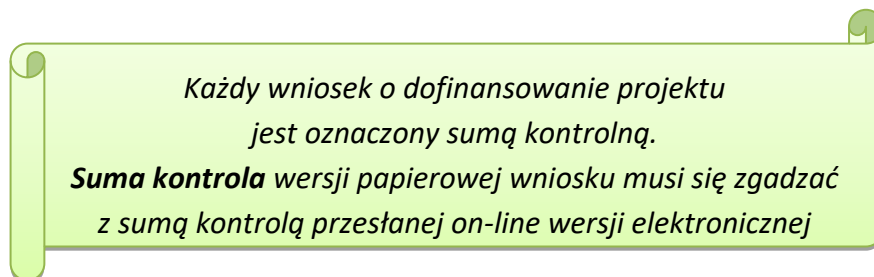 Każdy wniosek o dofinansowanie projektu
jest oznaczony sumą kontrolną.
Suma kontrola wersji papierowej wniosku musi się zgadzać
z sumą kontrolą przesłanej on-line wersji elektronicznej